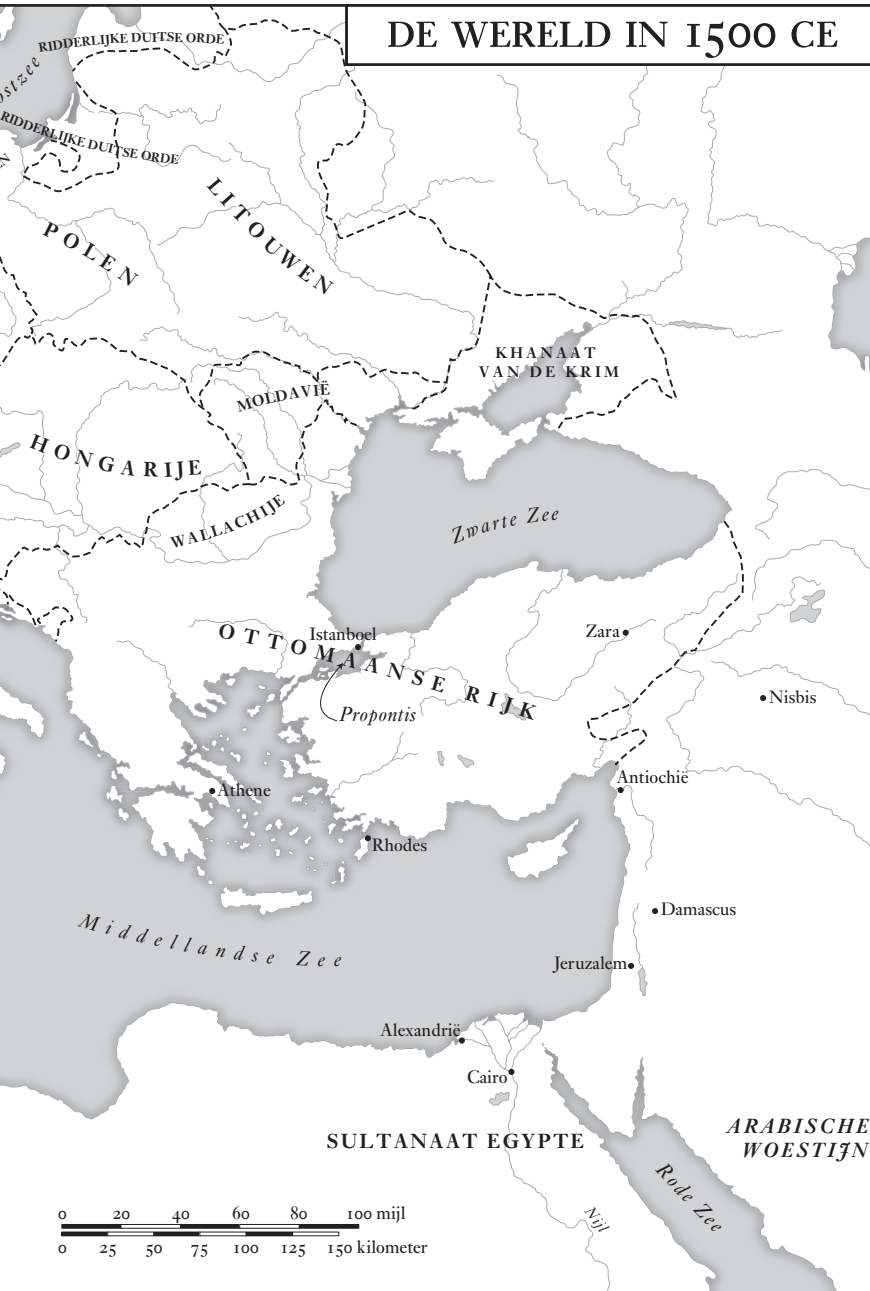 DE WERELD IN 1500 CE
RIDDERLIJKE DUITSE ORDE
RIDDERLIJKE DUITSE ORDE
POLEN
LITOUWEN
KHANAAT
VAN DE KRIM
MOLDAVIË
HONGARIJE
WALLACHIJE
Zwarte Zee
OTTOMAANSE RIJK
Istanboel
Zara
Propontis
Nisbis
Antiochië
Athene
Rhodes
Damascus
Middellandse Zee
Jeruzalem
Alexandrië
Cairo
SULTANAAT EGYPTE
ARABISCHE
WOESTIJN
Rode Zee
Nijl
0 20 40 60 80 100 mijl
0 25 50 75 100 125 150 kilometer